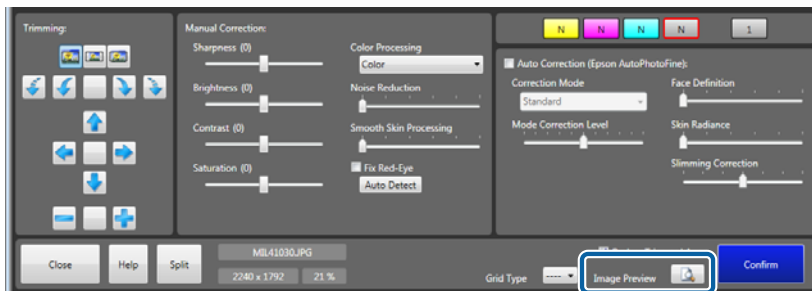 Trimming:
Manual Correction:
Sharpness (0)
Brightness (0)
Contrast (0)
Saturation (0)
Color Processing
Color
Noise Reduction
Smooth Skin Processing
Fix Red-Eye
Auto Detect
N N N N 1
Auto Correction (Epson AutoPhotoFine):
Correction Mode
Standard
Mode Correction Level
Face Definition
Skin Radiance
Slimming Correction
Close
Help
Split
MIL41030.JPG
2240 x 1792 21 %
Grid Type ----
Image Preview
Confirm